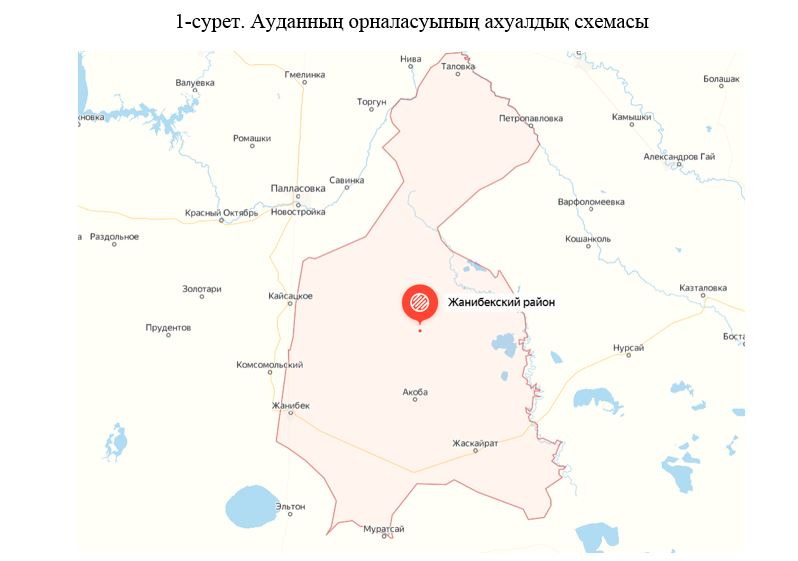 1-сурет. Ауданның орналасуының ахуалдық схемасы
Нива
Таловка
Гмелинка
Валуевка
Болашак
Торгун
новка
Петропавловка
Камышки
Ромашки
Александров Гай
Савинка
Палласовка
Варфоломеевка
Красный Октябрь
Новостройка
Раздольное
Кошанколь
Золотари
Кайсацкое
Жанибекский район
Казталовка
Прудентов
Боста
Нурсай
Комсомольский
Акоба
Жанибек
Жаскайрат
Эльтон
Муратсай